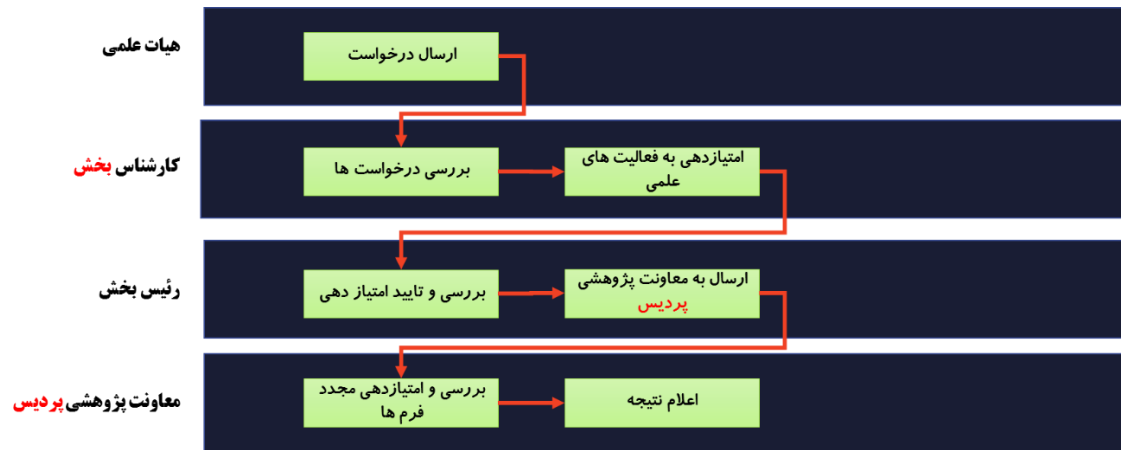 هیات علمی
ارسال درخواست
کارشناس بخش
بررسی درخواست ها
امتیازدهی به فعالیت های
علمی
رئیس بخش
بررسی و تایید امتیاز دهی
ارسال به معاونت پژوهشی
پردیس
معاونت پژوهشی پردیس
بررسی و امتیازدهی مجدد
فرم ها
اعلام نتیجه